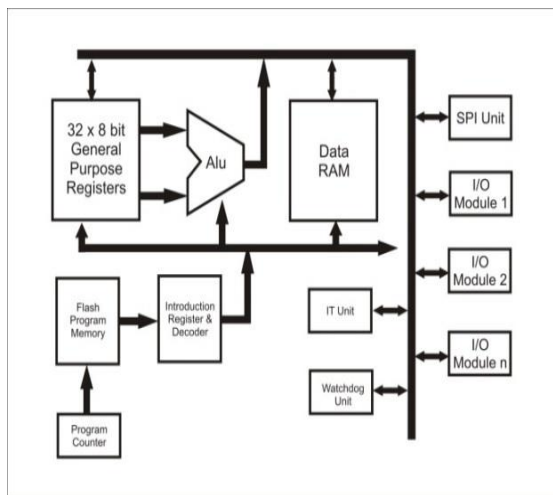 32 x 8 bit
General
Purpose
Registers
Alu
Data
RAM
SPI Unit
I/O
Module 1
I/O
Module 2
I/O
Module n
Flash
Program
Memory
Introduction
Register &
Decoder
IT Unit
Watchdog
Unit
Program
Counter